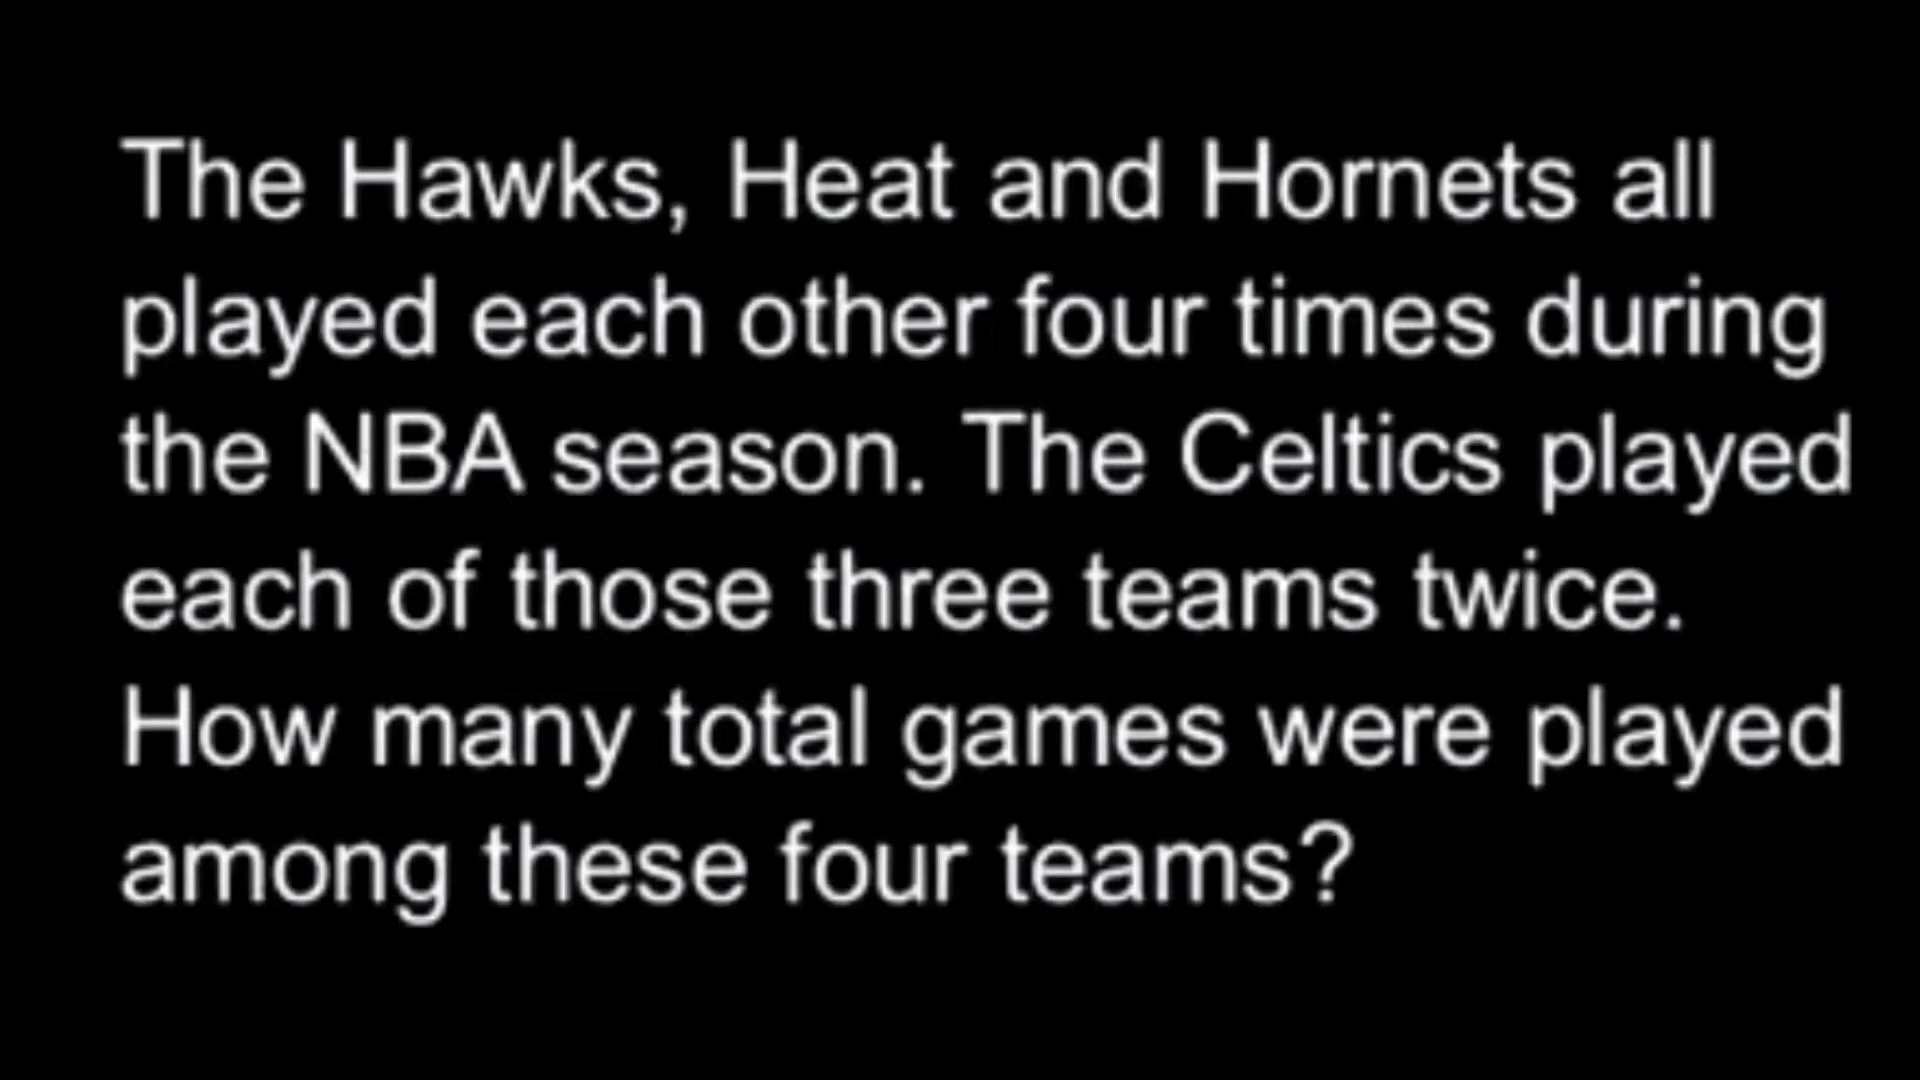 The Hawks, Heat and Hornets all
played each other four times during
the NBA season. The Celtics played
each of those three teams twice.
How many total games were played
among these four teams?